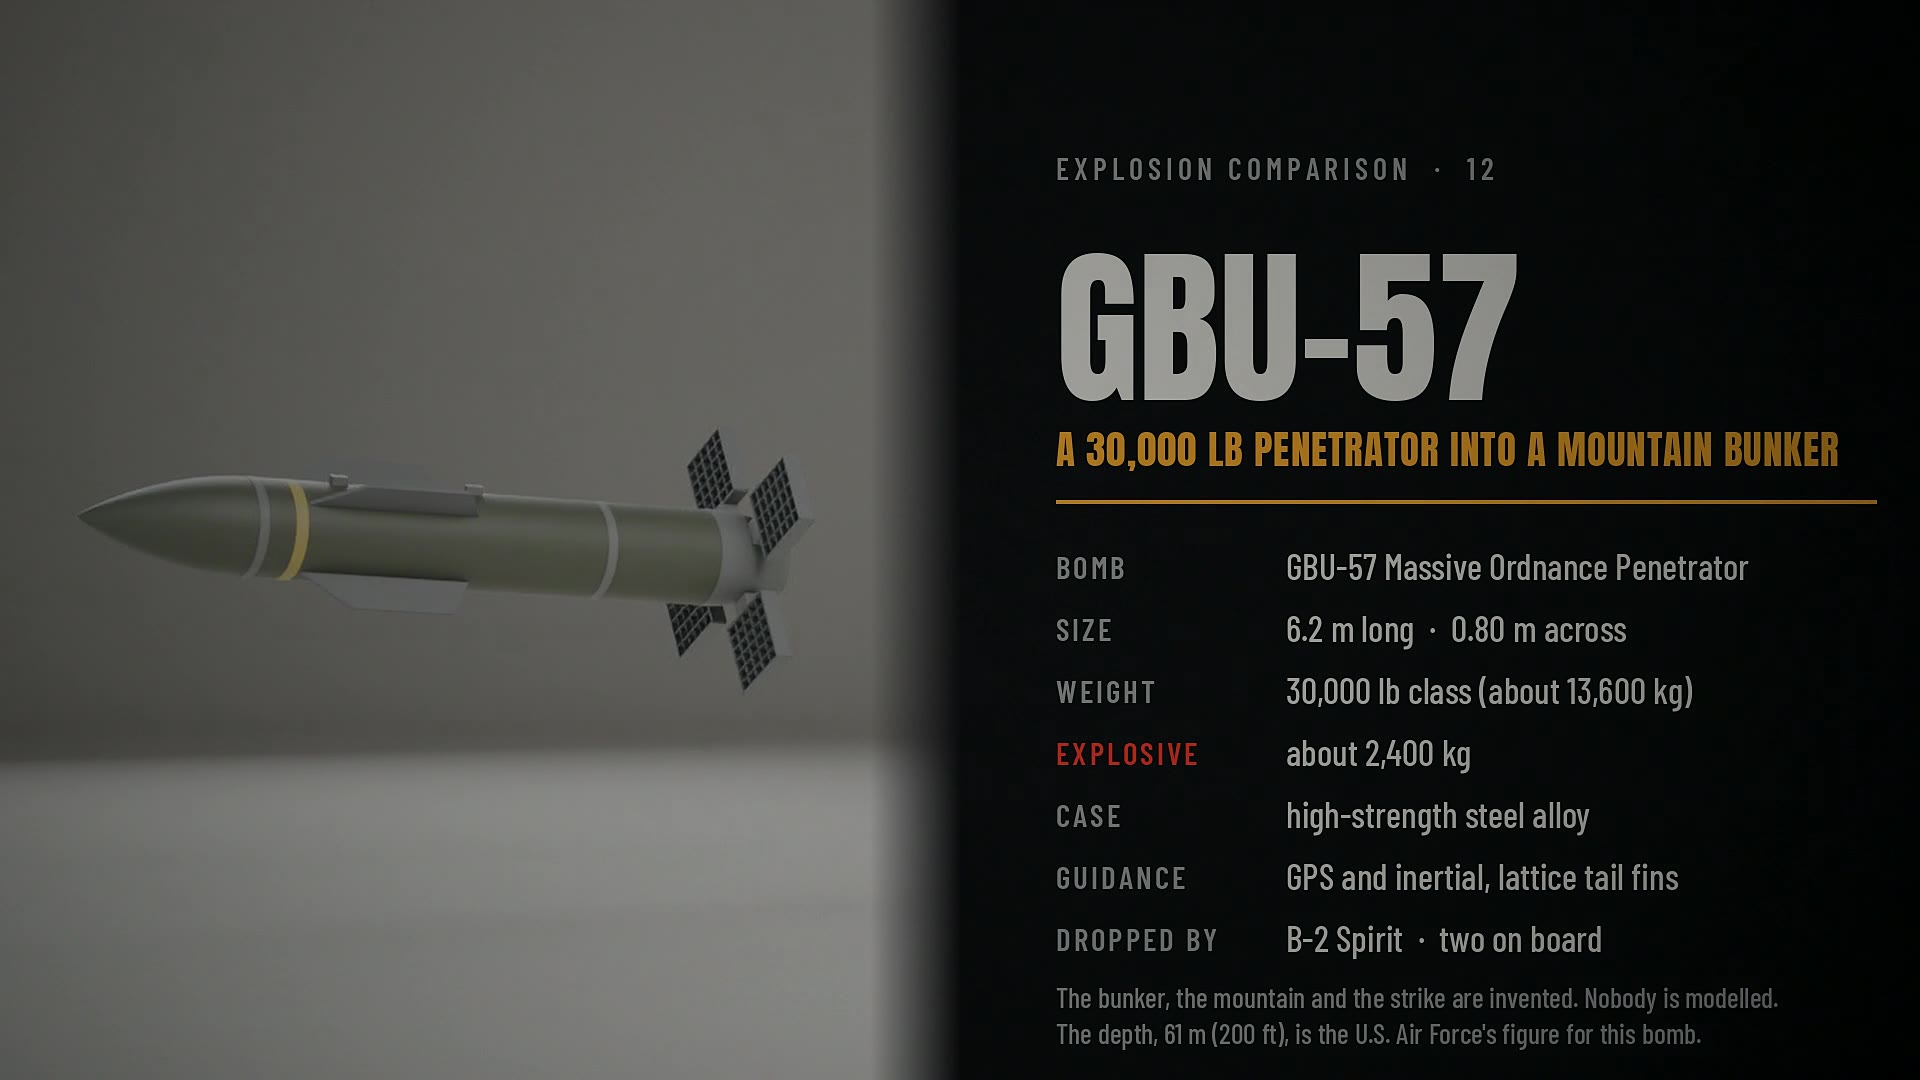 EXPLOSION COMPARISON · 12
GBU-57
A 30,000 LB PENETRATOR INTO A MOUNTAIN BUNKER
BOMB GBU-57 Massive Ordnance Penetrator
SIZE 6.2 m long · 0.80 m across
WEIGHT 30,000 lb class (about 13,600 kg)
EXPLOSIVE about 2,400 kg
CASE high-strength steel alloy
GUIDANCE GPS and inertial, lattice tail fins
DROPPED BY B-2 Spirit · two on board
The bunker, the mountain and the strike are invented. Nobody is modelled.
The depth, 61 m (200 ft), is the U.S. Air Force's figure for this bomb.